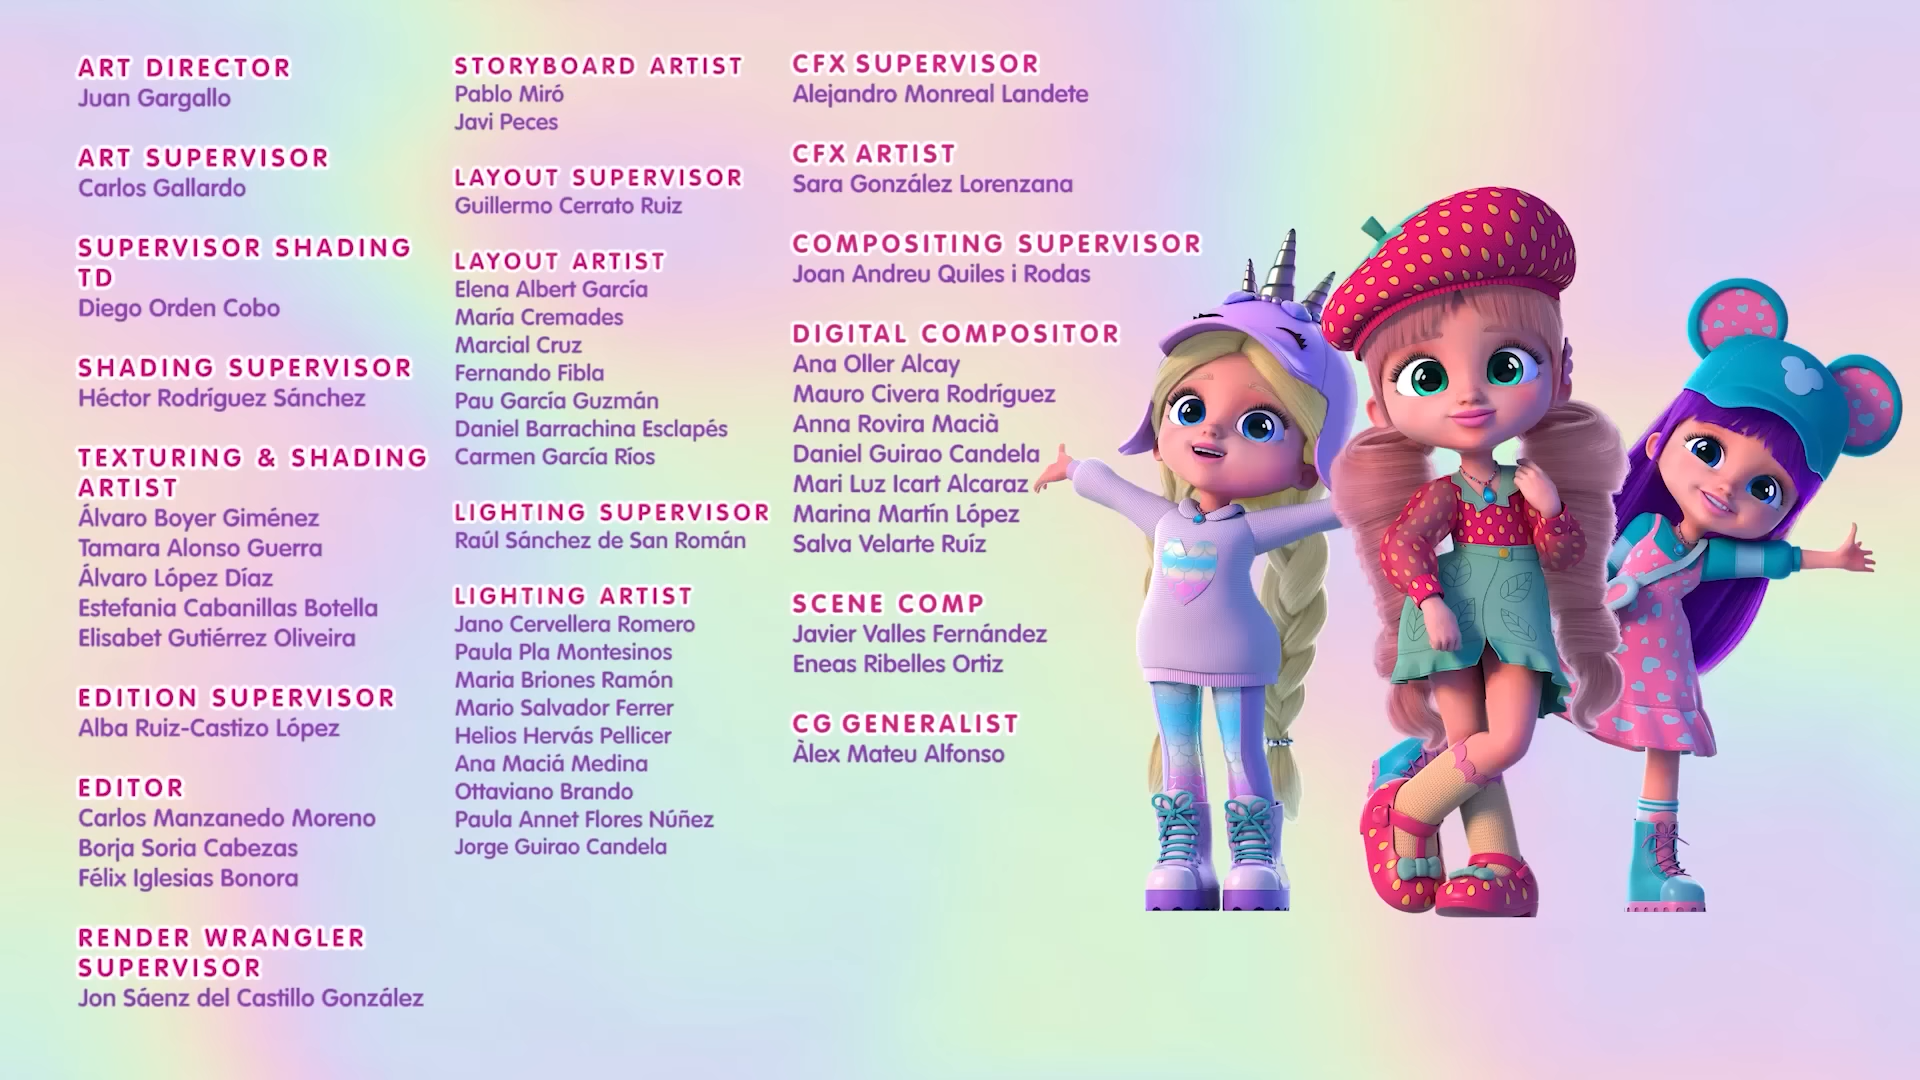 ART DIRECTOR
Juan Gargallo
ART SUPERVISOR
Carlos Gallardo
SUPERVISOR SHADING
TD
Diego Orden Cobo
SHADING SUPERVISOR
Héctor Rodríguez Sánchez
TEXTURING & SHADING
ARTIST
Álvaro Boyer Giménez
Tamara Alonso Guerra
Álvaro López Díaz
Estefania Cabanillas Botella
Elisabet Gutiérrez Oliveira
EDITION SUPERVISOR
Alba Ruiz-Castizo López
EDITOR
Carlos Manzanedo Moreno
Borja Soria Cabezas
Félix Iglesias Bonora
RENDER WRANGLER
SUPERVISOR
Jon Sáenz del Castillo González
STORYBOARD ARTIST
Pablo Miró
Javi Peces
LAYOUT SUPERVISOR
Guillermo Cerrato Ruiz
LAYOUT ARTIST
Elena Albert García
María Cremades
Marcial Cruz
Fernando Fibla
Pau García Guzmán
Daniel Barrachina Esclapés
Carmen García Ríos
LIGHTING SUPERVISOR
Raúl Sánchez de San Román
LIGHTING ARTIST
Jano Cervellera Romero
Paula Pla Montesinos
Maria Briones Ramón
Mario Salvador Ferrer
Helios Hervás Pellicer
Ana Maciá Medina
Ottaviano Brando
Paula Annet Flores Núñez
Jorge Guirao Candela
CFX SUPERVISOR
Alejandro Monreal Landete
CFX ARTIST
Sara González Lorenzana
COMPOSITING SUPERVISOR
Joan Andreu Quiles i Rodas
DIGITAL COMPOSITOR
Ana Oller Alcay
Mauro Civera Rodríguez
Anna Rovira Macià
Daniel Guirao Candela
Mari Luz Icart Alcaraz
Marina Martín López
Salva Velarte Ruíz
SCENE COMP
Javier Valles Fernández
Eneas Ribelles Ortiz
CG GENERALIST
Àlex Mateu Alfonso